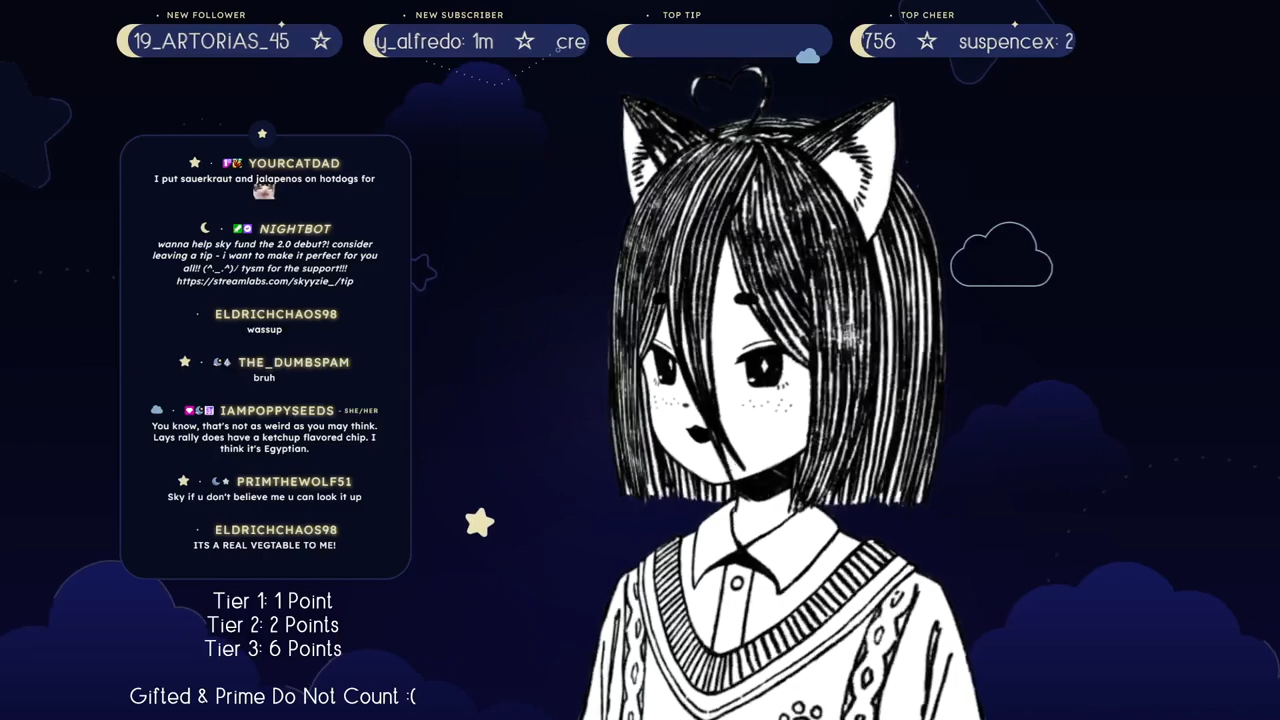 NEW FOLLOWER
NEW SUBSCRIBER
TOP TIP
TOP CHEER
19_ARTORIAS_45 ☆
y_alfredo: 1m ☆ cre
756 ☆ suspencex: 2
YOURCATDAD
I put sauerkraut and jalapenos on hotdogs for
NIGHTBOT
wanna help sky fund the 2.0 debut?! consider
leaving a tip - i want to make it perfect for you
all!! (^._.^)/ tysm for the support!!!
https://streamlabs.com/skyyzie_/tip
ELDRICHCHAOS98
wassup
THE_DUMBSPAM
bruh
IAMPOPPYSEEDS - SHE/HER
You know, that's not as weird as you may think.
Lays rally does have a ketchup flavored chip. I
think it's Egyptian.
PRIMTHEWOLF51
Sky if u don't believe me u can look it up
ELDRICHCHAOS98
ITS A REAL VEGTABLE TO ME!
Tier 1: 1 Point
Tier 2: 2 Points
Tier 3: 6 Points
Gifted & Prime Do Not Count :(